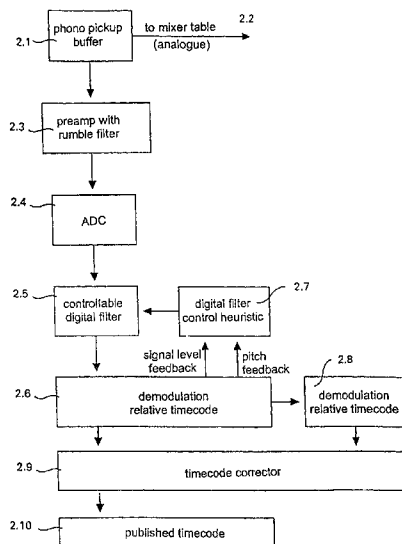 phono pickup
buffer
2.1
to mixer table
(analogue)
2.2
preamp with
rumble filter
2.3
2.4
ADC
2.5
controllable
digital filter
digital filter
control heuristic
2.7
signal level
feedback
pitch
feedback
2.8
2.6
demodulation
relative timecode
demodulation
relative timecode
2.9
timecode corrector
2.10
published timecode